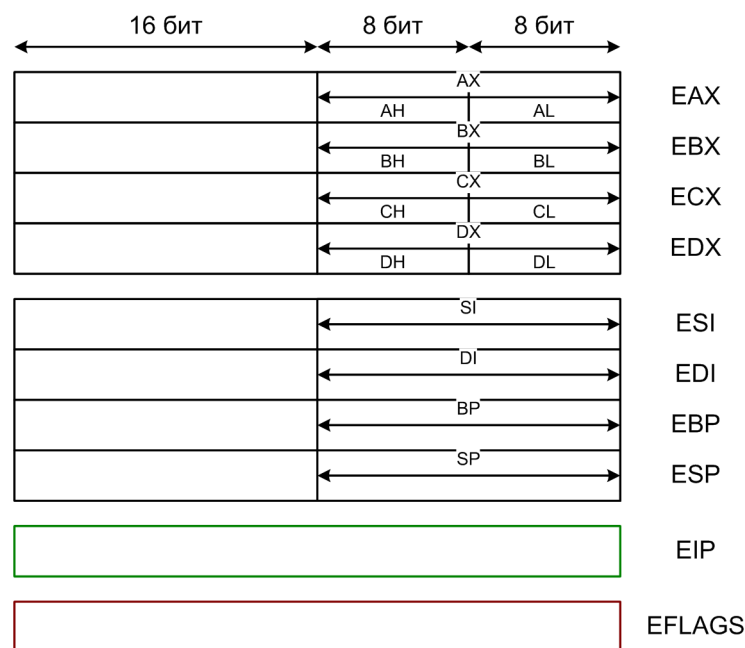 16 бит 8 бит 8 бит
AX
AH AL EAX
BX
BH BL EBX
CX
CH CL ECX
DX
DH DL EDX
SI ESI
DI EDI
BP EBP
SP ESP
EIP
EFLAGS